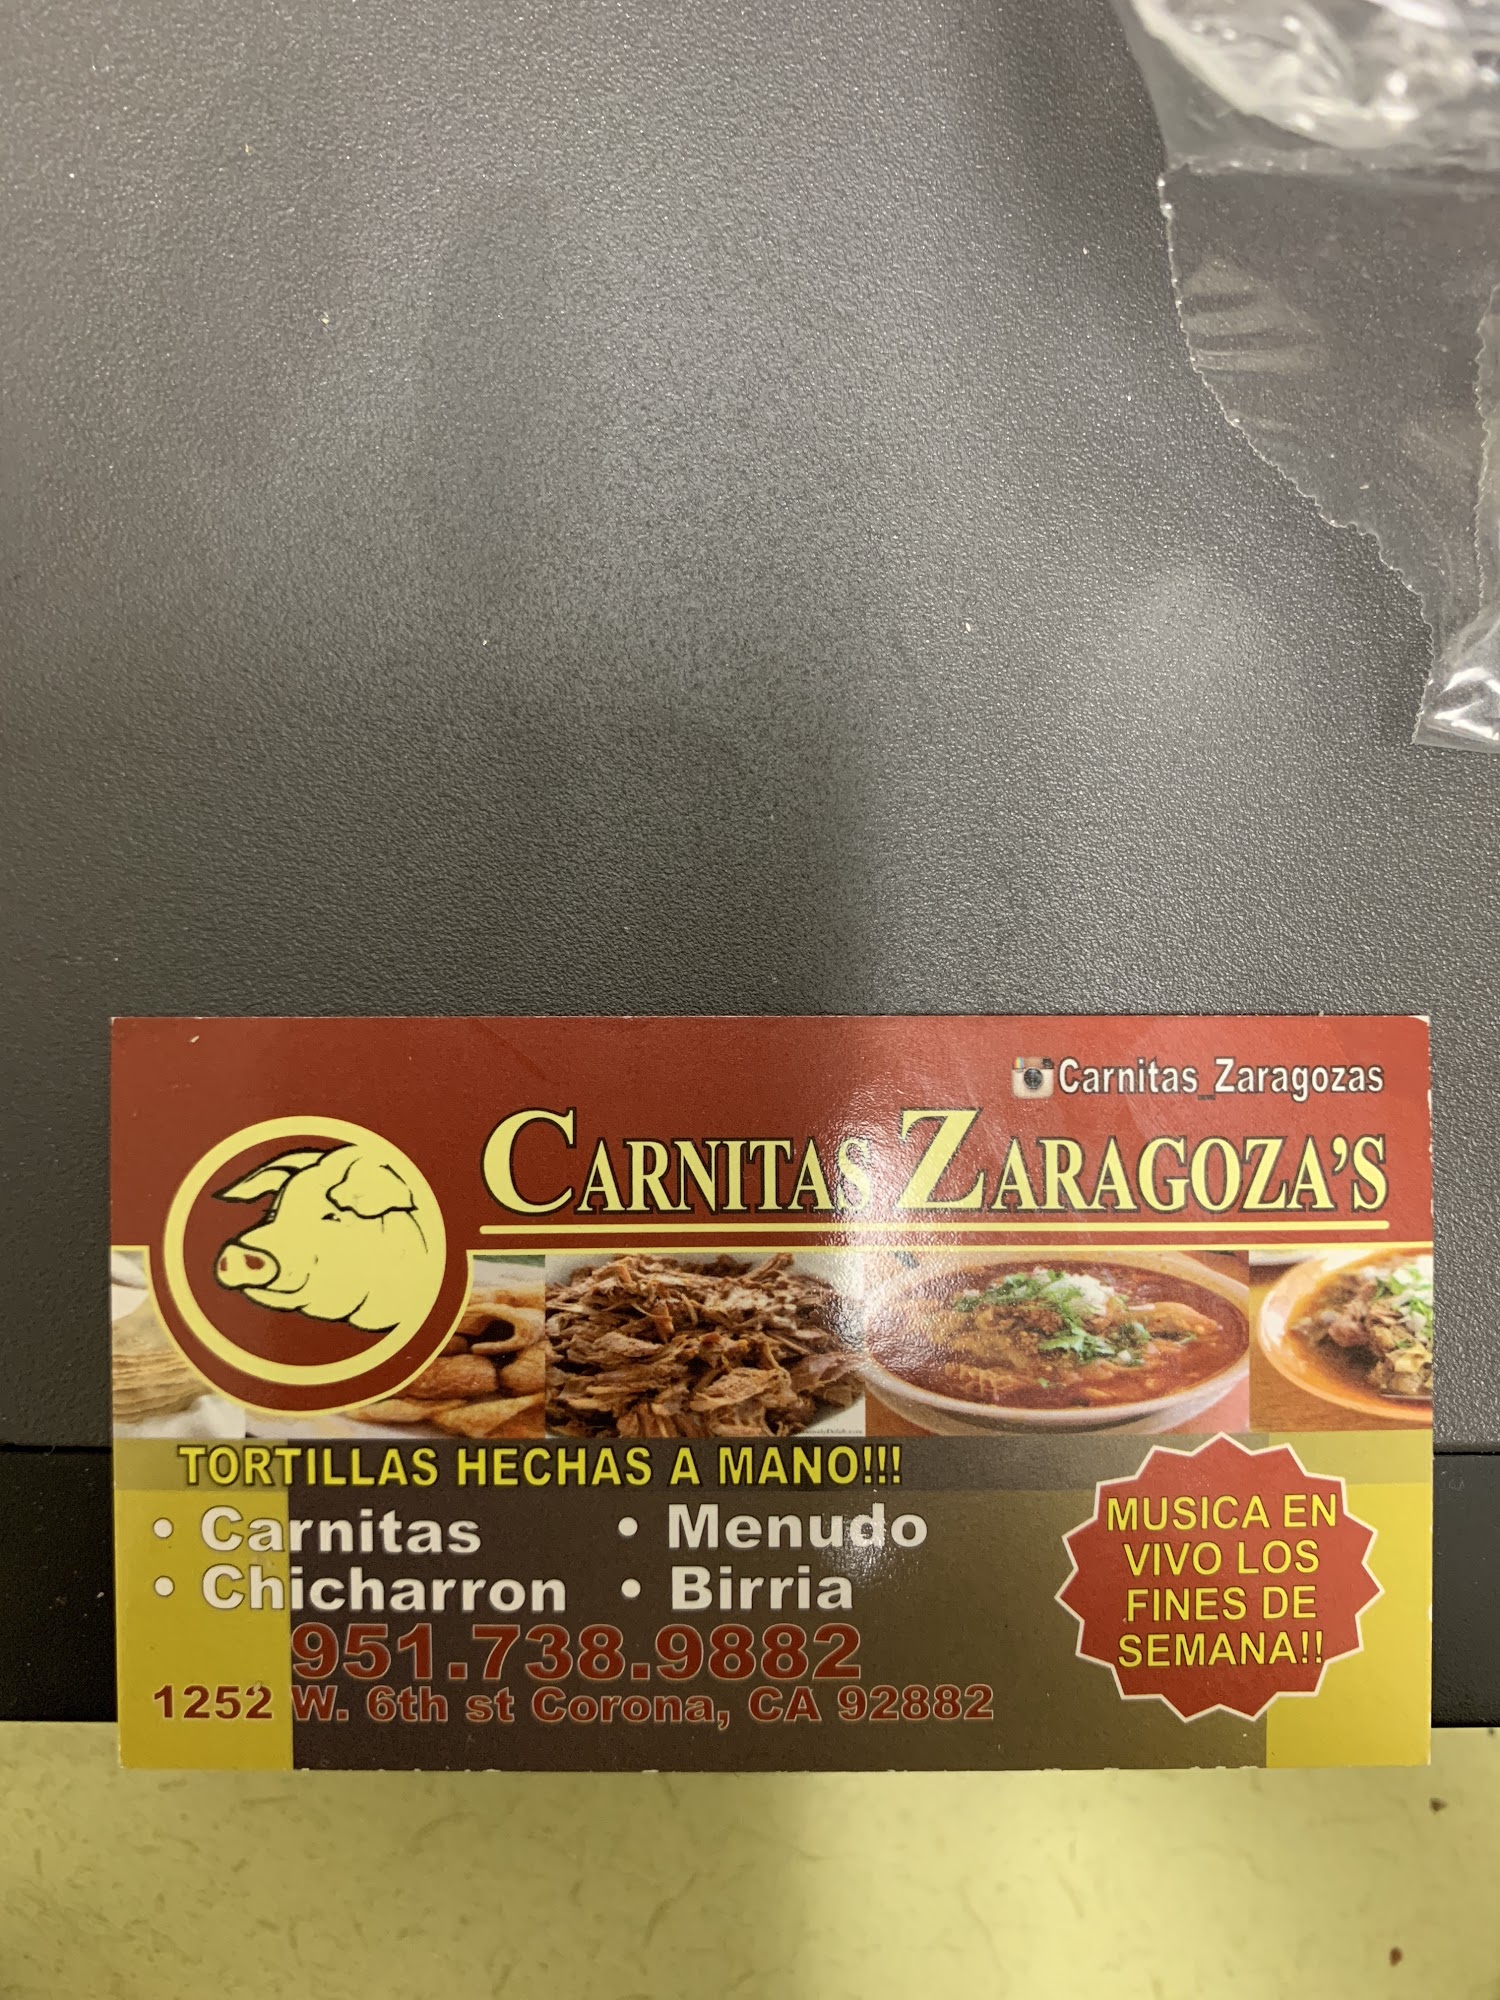 Carnitas_Zaragozas
CARNITAS ZARAGOZA'S
TORTILLAS HECHAS A MANO!!!
• Carnitas
• Menudo
• Chicharron
• Birria
951.738.9882
1252 W. 6th st Corona, CA 92882
MUSICA EN
VIVO LOS
FINES DE
SEMANA!!